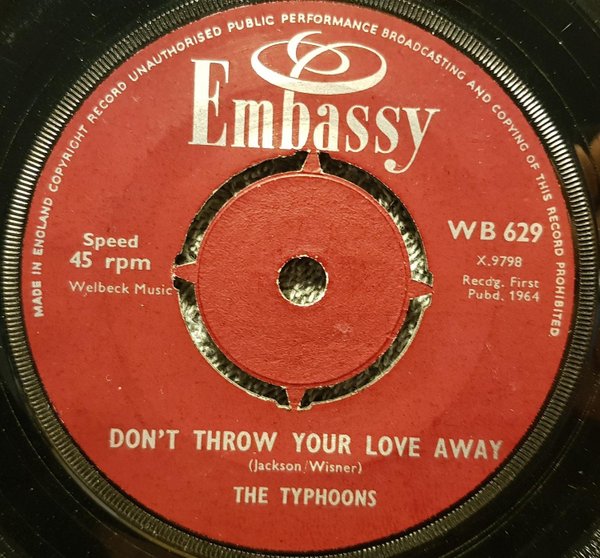 MADE IN ENGLAND COPYRIGHT RECORD UNAUTHORISED PUBLIC PERFORMANCE BROADCASTING AND COPYING OF THIS RECORD PROHIBITED
Embassy
Speed
45 rpm
Welbeck Music
WB 629
X.9798
Recdg. First
Pubd. 1964
DON'T THROW YOUR LOVE AWAY
(Jackson/Wisner)
THE TYPHOONS